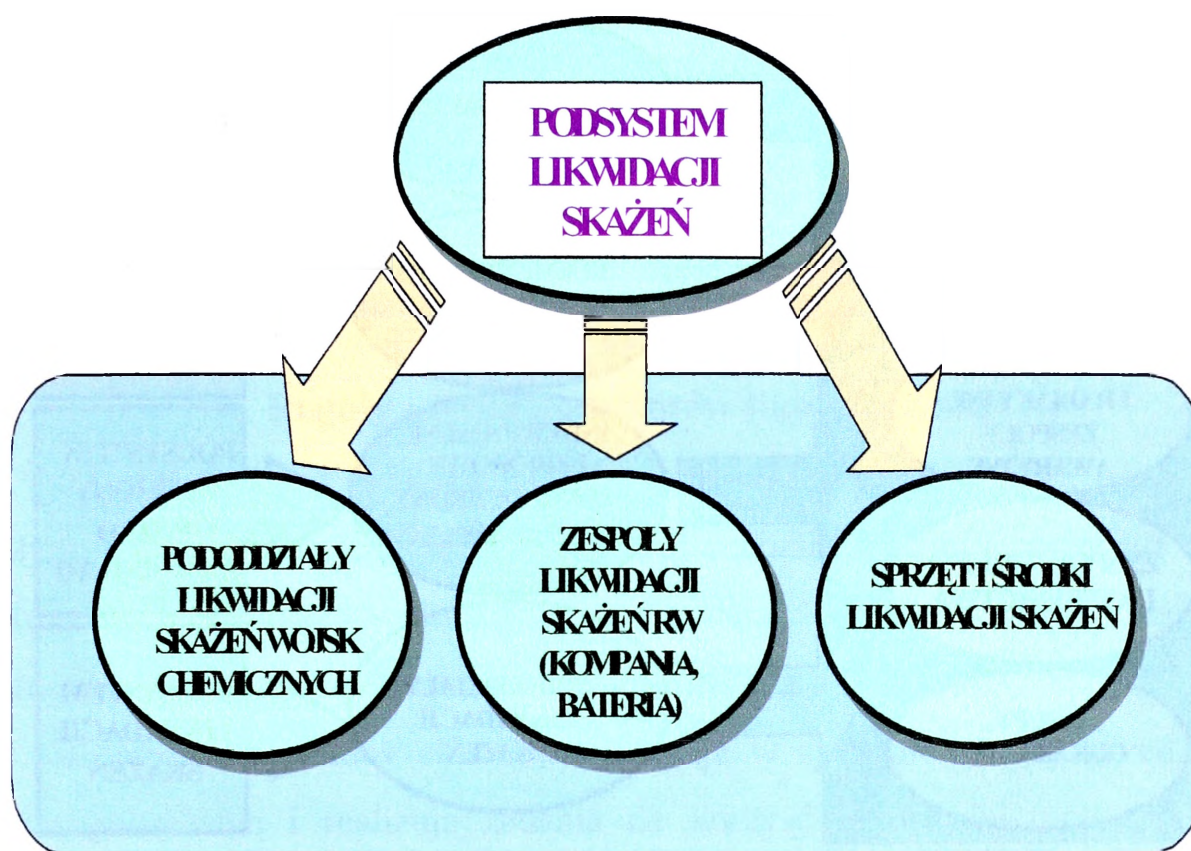 PODSYSTEM
LIKWIDACJI
SKAŻEŃ
PODODDZIAŁY
LIKWIDACJI
SKAŻEŃ WOJSK
CHEMICZNYCH
ZESPOŁY
LIKWIDACJI
SKAŻEŃ RW
(KOMPANIA,
BATERIA)
SPRZĘT I ŚRODKI
LIKWIDACJI SKAŻEŃ